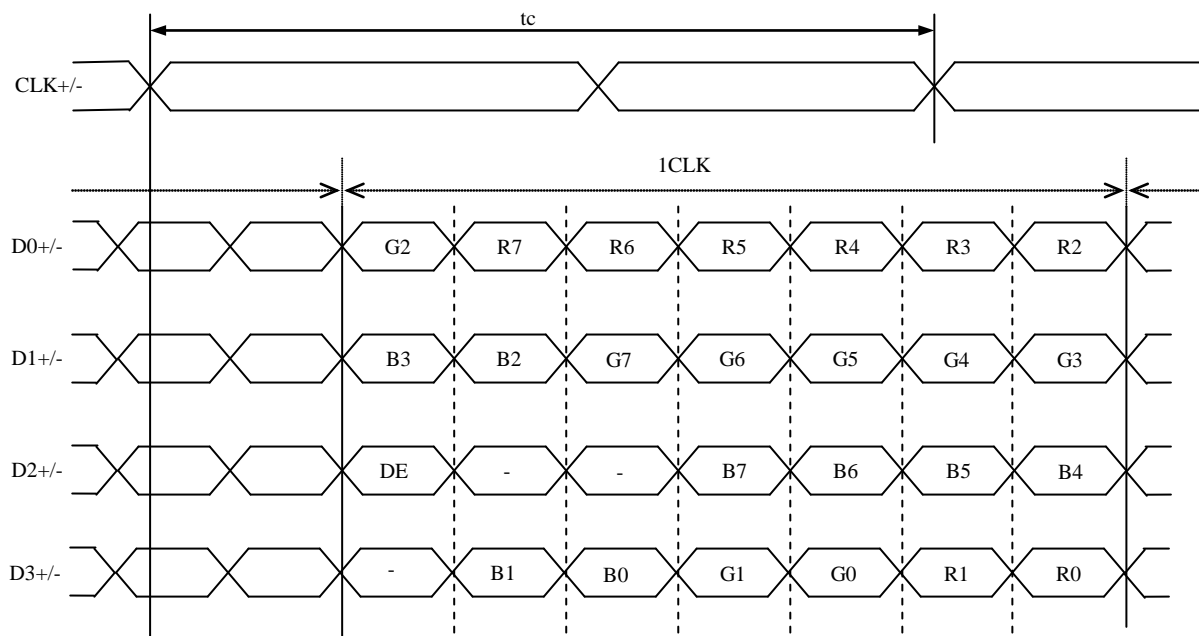 tc
CLK+/-
1CLK
D0+/- G2 R7 R6 R5 R4 R3 R2
D1+/- B3 B2 G7 G6 G5 G4 G3
D2+/- DE - - B7 B6 B5 B4
D3+/- - B1 B0 G1 G0 R1 R0